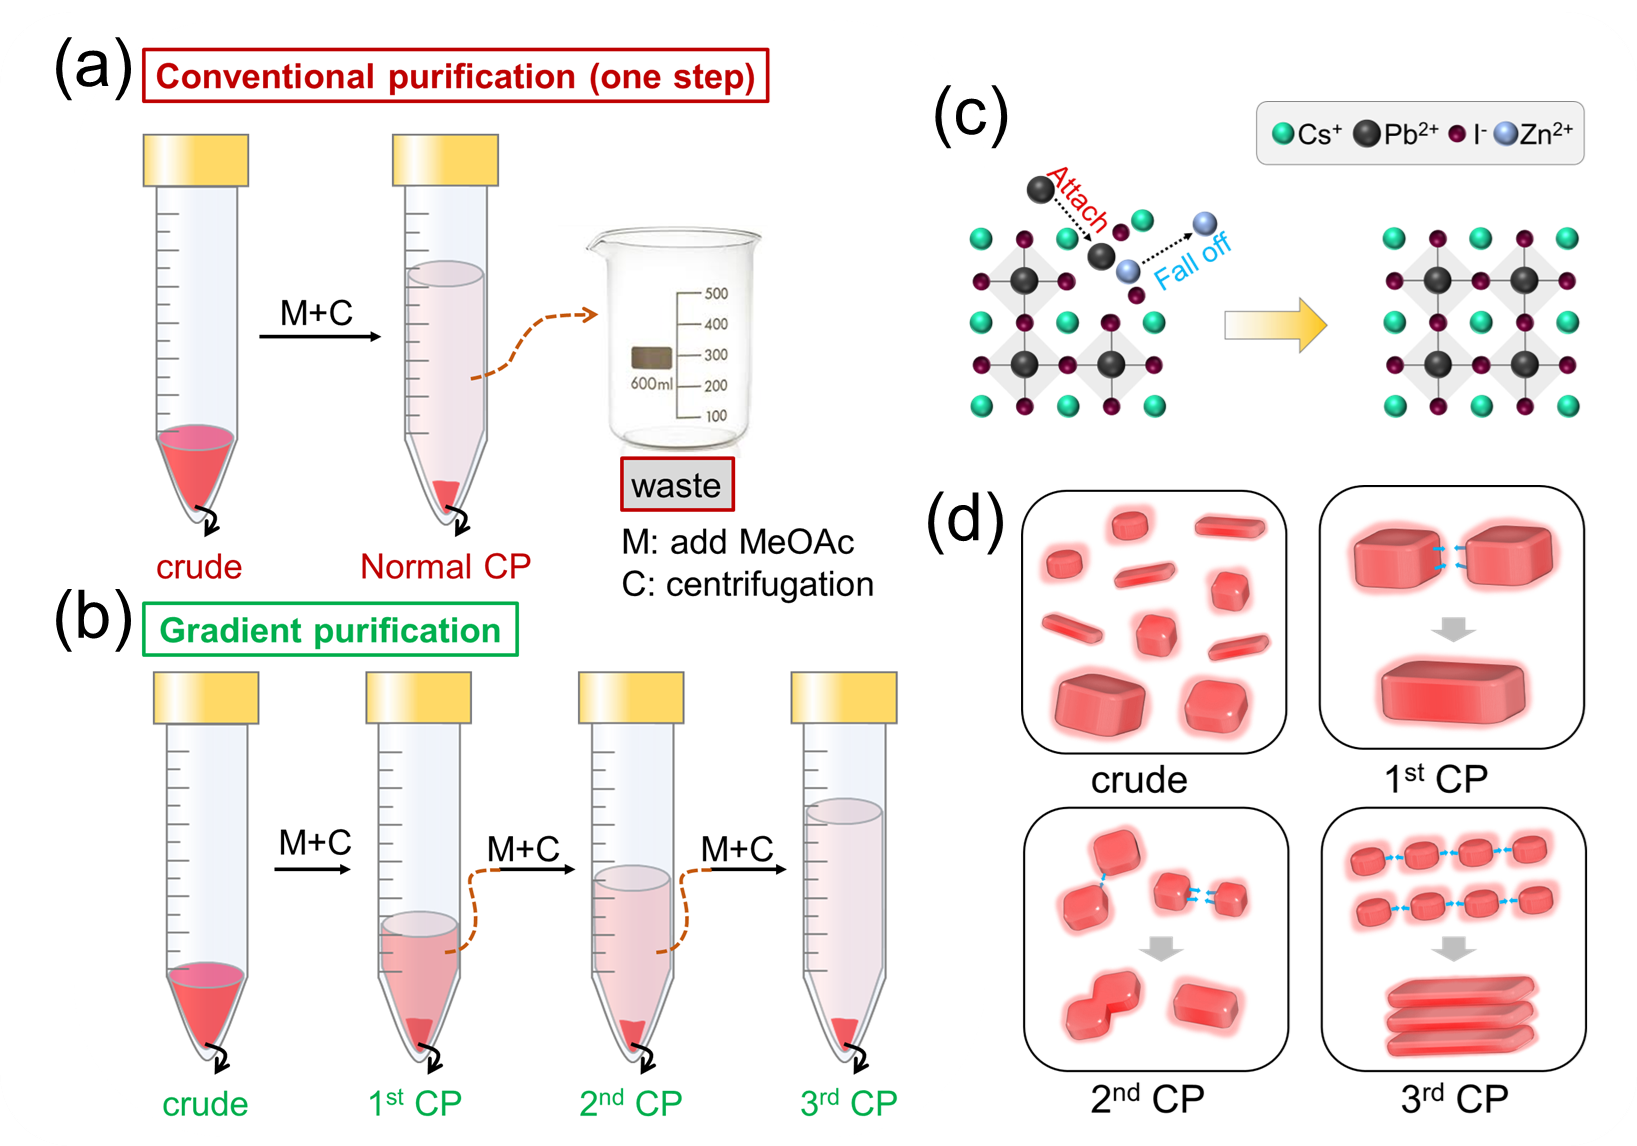 (a)
Conventional purification (one step)
M+C
500
400
300
200
100
600ml
waste
crude
Normal CP
M: add MeOAc
C: centrifugation
(b)
Gradient purification
M+C
M+C
M+C
crude
1st CP
2nd CP
3rd CP
(c)
Cs+ Pb2+ I- Zn2+
Attach
Fall off
(d)
crude
1st CP
2nd CP
3rd CP